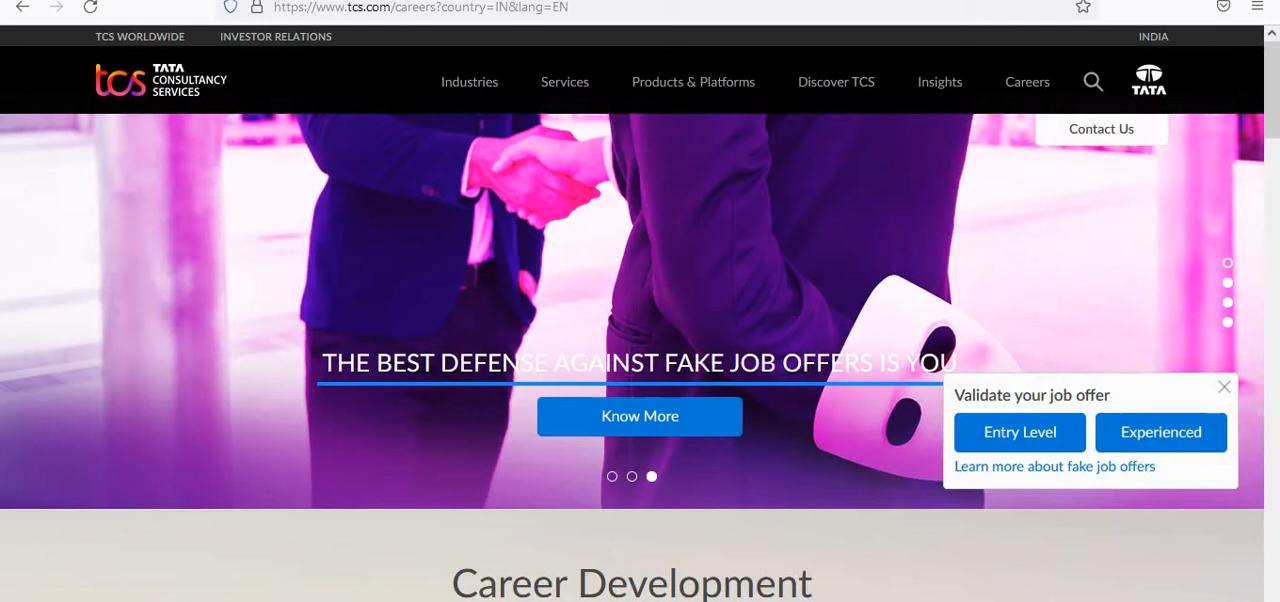 https://www.tcs.com/careers?country=IN&lang=EN
TCS WORLDWIDE INVESTOR RELATIONS INDIA
tcs TATA CONSULTANCY SERVICES
Industries Services Products & Platforms Discover TCS Insights Careers TATA
Contact Us
THE BEST DEFENSE AGAINST FAKE JOB OFFERS IS YOU
Know More
Validate your job offer
Entry Level Experienced
Learn more about fake job offers
Career Development